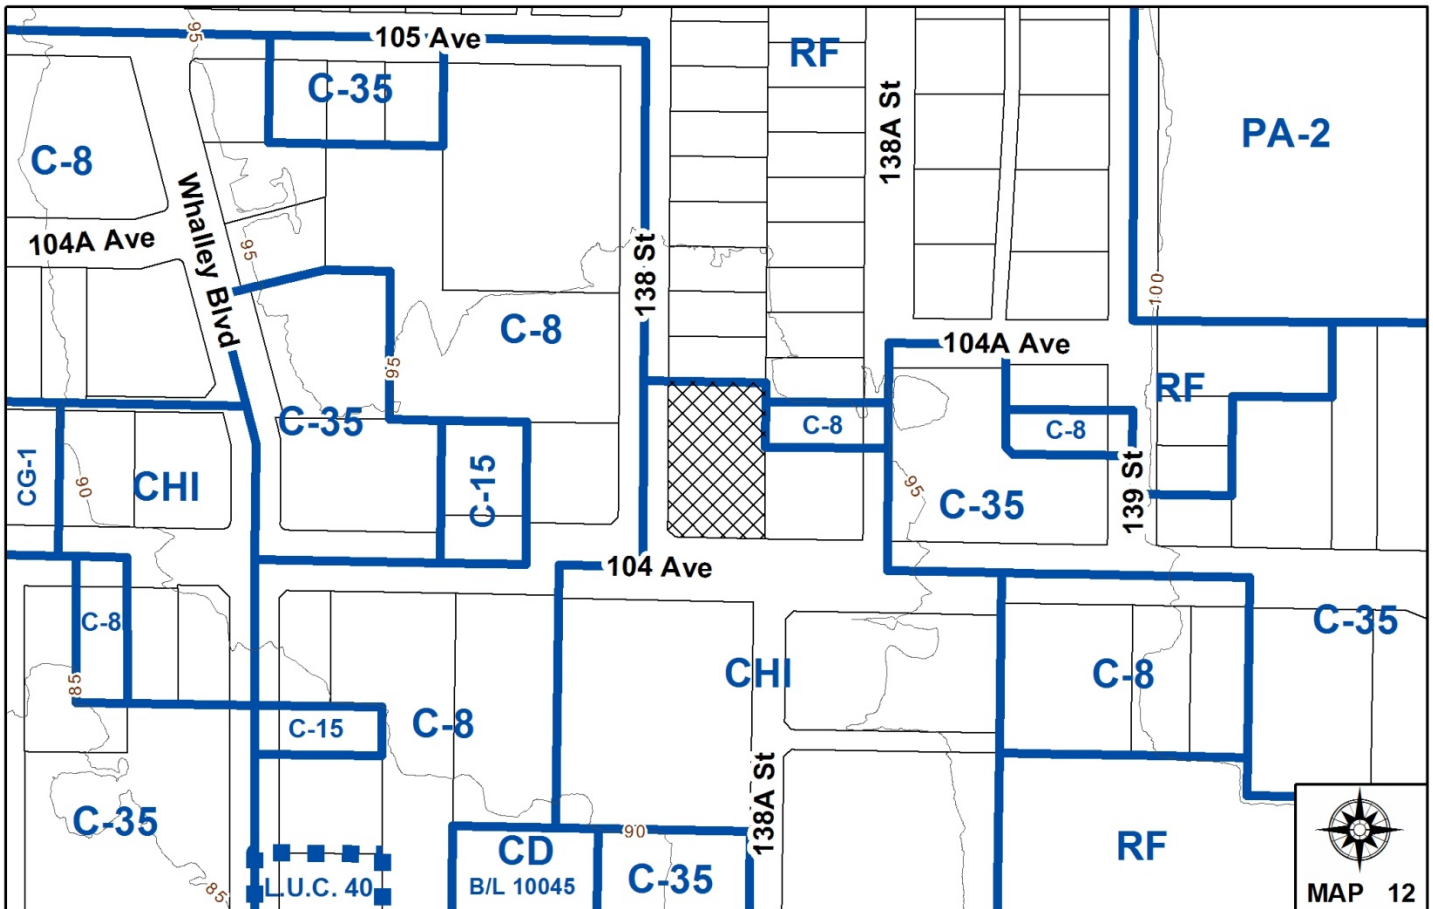 95
105 Ave
RF
C-35
138A St
PA-2
C-8
Whalley Blvd
104A Ave
95
138 St
100
C-8
104A Ave
95
RF
C-35
C-8
C-8
CG-1
90
CHI
C-15
95
C-35
139 St
104 Ave
C-8
C-35
85
CHI
C-8
C-15
C-8
138A St
C-35
90
CD
B/L 10045
C-35
RF
85
L.U.C. 40
MAP 12